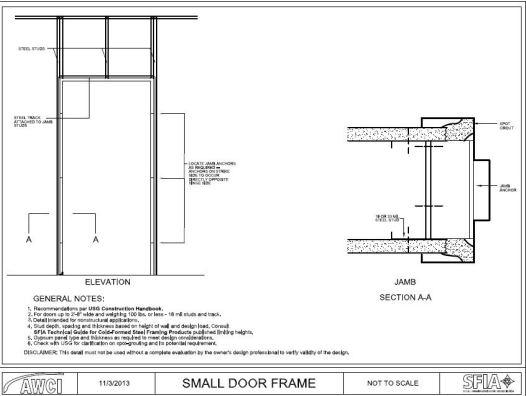 STEEL STUDS
STEEL TRACK
ATTACHED TO JAMB
STUDS
LOCATE JAMB ANCHORS
AS REQUIRED —
ANCHORS ON STRIKE
SIDE TO OCCUR
DIRECTLY OPPOSITE
HINGE SIDE
A
A
ELEVATION
SPOT
GROUT
JAMB
ANCHOR
STEEL STUD
JAMB
SECTION A-A
GENERAL NOTES:
1. Recommendations per USG Construction Handbook.
2. For doors up to 2'-8" wide and weighing 100 lbs. or less - 18 mil studs and track.
3. Detail intended for nonstructural applications.
4. Stud depth, spacing and thickness based on height of wall and design load. Consult
SFIA Technical Guide for Cold-Formed Steel Framing Products published limiting heights.
5. Gypsum panel type and thickness as required to meet design considerations.
6. Check with USG for clarification on spot-grouting and its potential requirement.
DISCLAIMER: This detail must not be used without a complete evaluation by the owner's design professional to verify validity of the design.
AWCI
11/3/2013
SMALL DOOR FRAME
NOT TO SCALE
SFIA